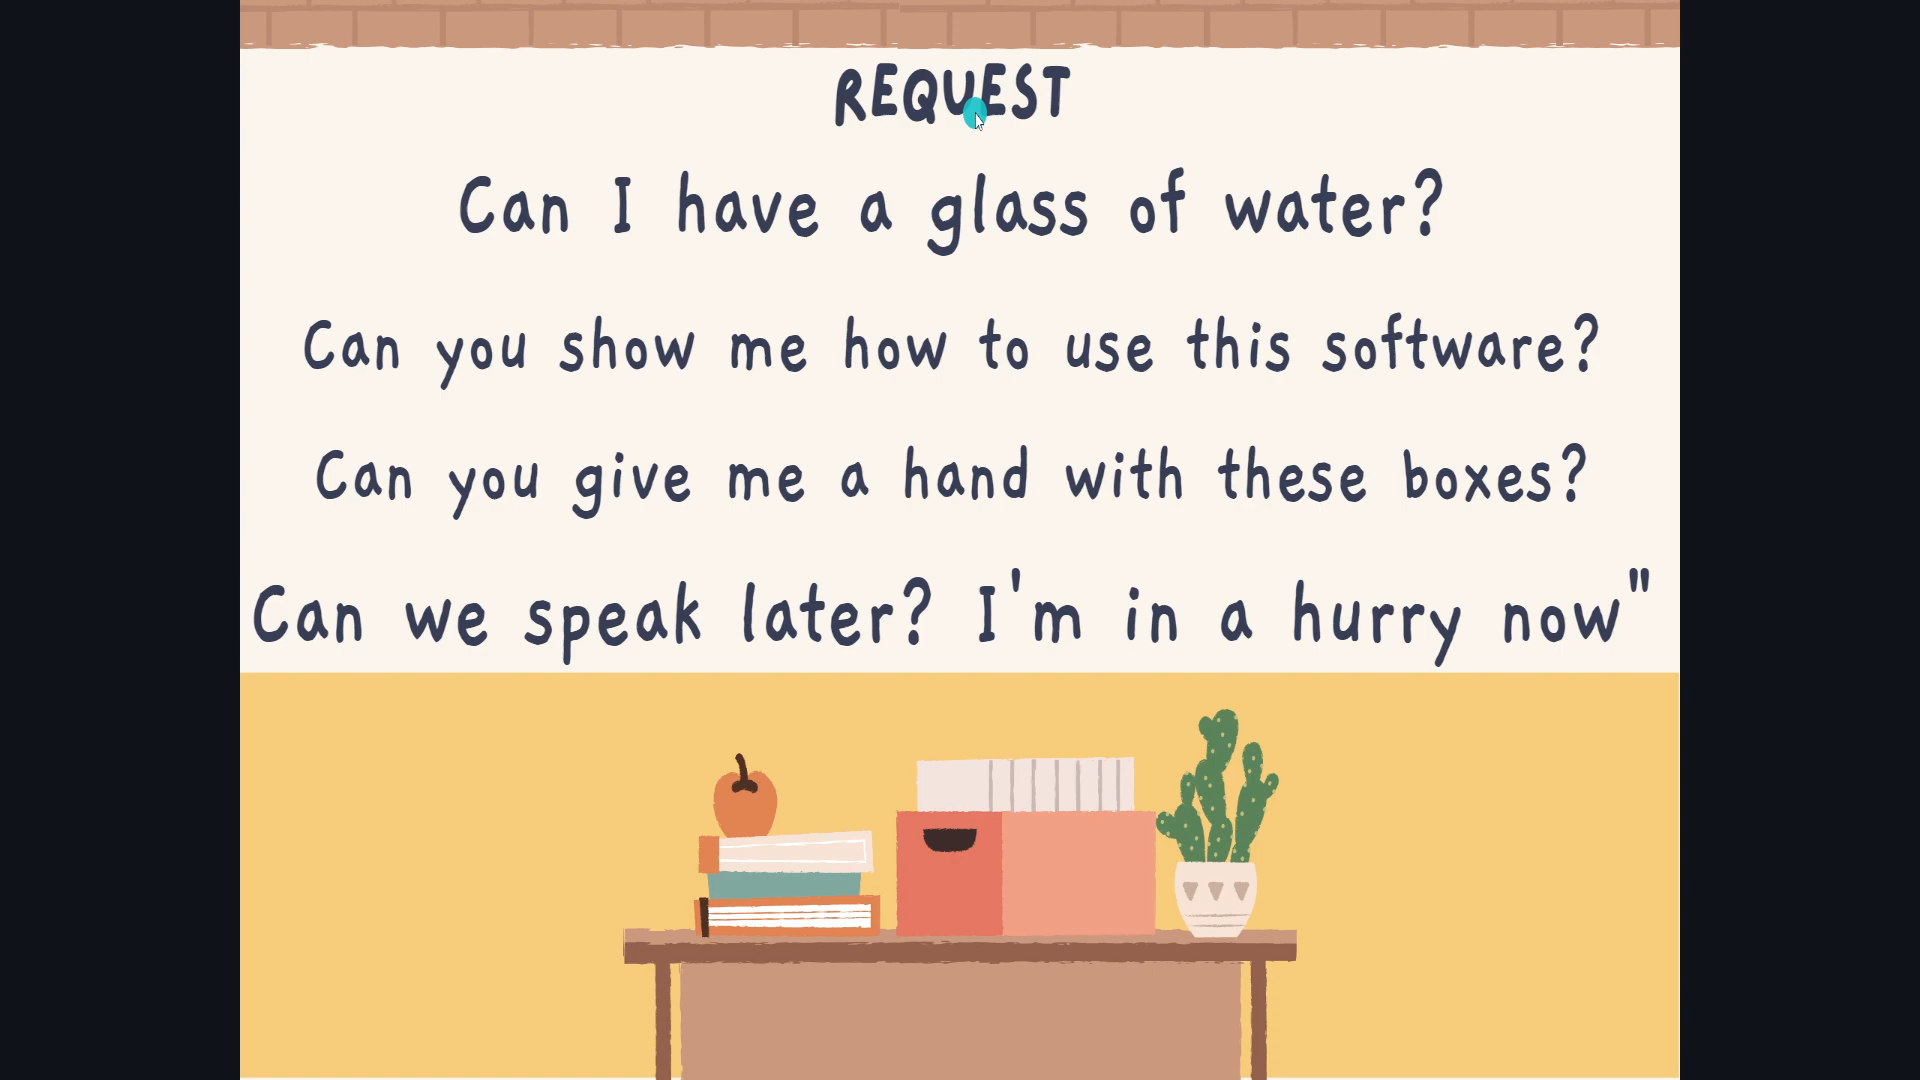 REQUEST
Can I have a glass of water?
Can you show me how to use this software?
Can you give me a hand with these boxes?
Can we speak later? I'm in a hurry now"